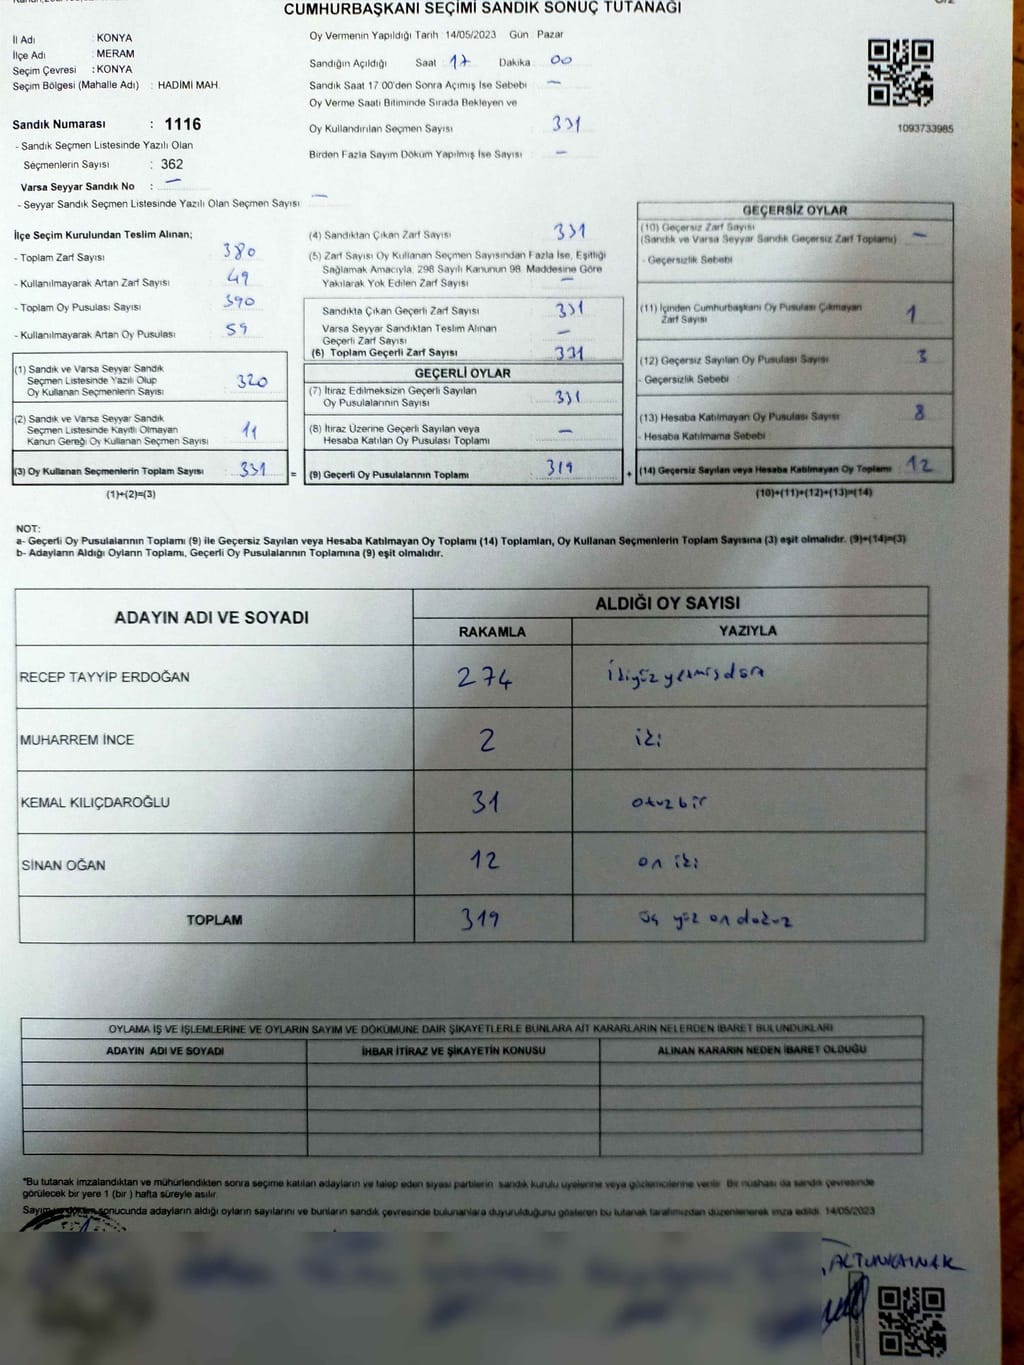 CUMHURBAŞKANI SEÇİMİ SANDIK SONUÇ TUTANAĞI
İl Adı : KONYA
İlçe Adı : MERAM
Seçim Çevresi : KONYA
Seçim Bölgesi (Mahalle Adı) : HADİMİ MAH.
Oy Vermenin Yapıldığı Tarih 14/05/2023 Gün Pazar
Sandığın Açıldığı Saat 17 Dakika 00
Sandık Saat 17.00'den Sonra Açımış İse Sebebi —
Oy Verme Saati Bitiminde Sırada Bekleyen ve
Oy Kullandırılan Seçmen Sayısı 331
Birden Fazla Sayım Döküm Yapılmış İse Sayısı —
1093733985
Sandık Numarası : 1116
- Sandık Seçmen Listesinde Yazılı Olan
Seçmenlerin Sayısı : 362
Varsa Seyyar Sandık No : —
- Seyyar Sandık Seçmen Listesinde Yazılı Olan Seçmen Sayısı —
İlçe Seçim Kurulundan Teslim Alınan;
- Toplam Zarf Sayısı 380
- Kullanılmayarak Artan Zarf Sayısı 49
- Toplam Oy Pusulası Sayısı 390
- Kullanılmayarak Artan Oy Pusulası 59
(1) Sandık ve Varsa Seyyar Sandık
Seçmen Listesinde Yazılı Olup
Oy Kullanan Seçmenlerin Sayısı 320
(2) Sandık ve Varsa Seyyar Sandık
Seçmen Listesinde Kayıtlı Olmayan
Kanun Gereği Oy Kullanan Seçmen Sayısı 11
(3) Oy Kullanan Seçmenlerin Toplam Sayısı 331 =
(1)+(2)=(3)
(4) Sandıktan Çıkan Zarf Sayısı 331
(5) Zarf Sayısı Oy Kullanan Seçmen Sayısından Fazla İse, Eşitliği
Sağlamak Amacıyla, 298 Sayılı Kanunun 98. Maddesine Göre
Yakılarak Yok Edilen Zarf Sayısı —
Sandıkta Çıkan Geçerli Zarf Sayısı 331
Varsa Seyyar Sandıktan Teslim Alınan
Geçerli Zarf Sayısı —
(6) Toplam Geçerli Zarf Sayısı 331
GEÇERLİ OYLAR
(7) İtiraz Edilmeksizin Geçerli Sayılan
Oy Pusulalarının Sayısı 331
(8) İtiraz Üzerine Geçerli Sayılan veya
Hesaba Katılan Oy Pusulası Toplamı —
(9) Geçerli Oy Pusulalarının Toplamı 319 +
GEÇERSİZ OYLAR
(10) Geçersiz Zarf Sayısı
(Sandık ve Varsa Seyyar Sandık Geçersiz Zarf Toplamı) —
- Geçersizlik Sebebi
(11) İçinden Cumhurbaşkanı Oy Pusulası Çıkmayan
Zarf Sayısı 1
(12) Geçersiz Sayılan Oy Pusulası Sayısı 3
- Geçersizlik Sebebi :
(13) Hesaba Katılmayan Oy Pusulası Sayısı 8
- Hesaba Katılmama Sebebi
(14) Geçersiz Sayılan veya Hesaba Katılmayan Oy Toplamı 12
(10)+(11)+(12)+(13)=(14)
NOT:
a- Geçerli Oy Pusulalarının Toplamı (9) ile Geçersiz Sayılan veya Hesaba Katılmayan Oy Toplamı (14) Toplamları, Oy Kullanan Seçmenlerin Toplam Sayısına (3) eşit olmalıdır. (9)+(14)=(3)
b- Adayların Aldığı Oyların Toplamı, Geçerli Oy Pusulalarının Toplamına (9) eşit olmalıdır.
ADAYIN ADI VE SOYADI
ALDIĞI OY SAYISI
RAKAMLA YAZIYLA
RECEP TAYYİP ERDOĞAN 274 ikiyüzyetmişdört
MUHARREM İNCE 2 iki
KEMAL KILIÇDAROĞLU 31 otuzbir
SİNAN OĞAN 12 on iki
TOPLAM 319 üç yüz on dokuz
OYLAMA İŞ VE İŞLEMLERİNE VE OYLARIN SAYIM VE DÖKÜMÜNE DAİR ŞİKAYETLERLE BUNLARA AİT KARARLARIN NELERDEN İBARET BULUNDUKLARI
ADAYIN ADI VE SOYADI İHBAR İTİRAZ VE ŞİKAYETİN KONUSU ALINAN KARARIN NEDEN İBARET OLDUĞU
*Bu tutanak imzalandıktan ve mühürlendikten sonra seçime katılan adayların ve talep eden siyasi partilerin sandık kurulu üyelerine veya gözlemcilerine verilir. Bir nüshası da sandık çevresinde
görülecek bir yere 1 (bir ) hafta süreyle asılır.
Sayım ve döküm sonucunda adayların aldığı oyların sayılarını ve bunların sandık çevresinde bulunanlara duyurulduğunu gösteren bu tutanak tarafımızdan düzenlenerek imza edildi. 14/05/2023
ALTUNKAYNAK